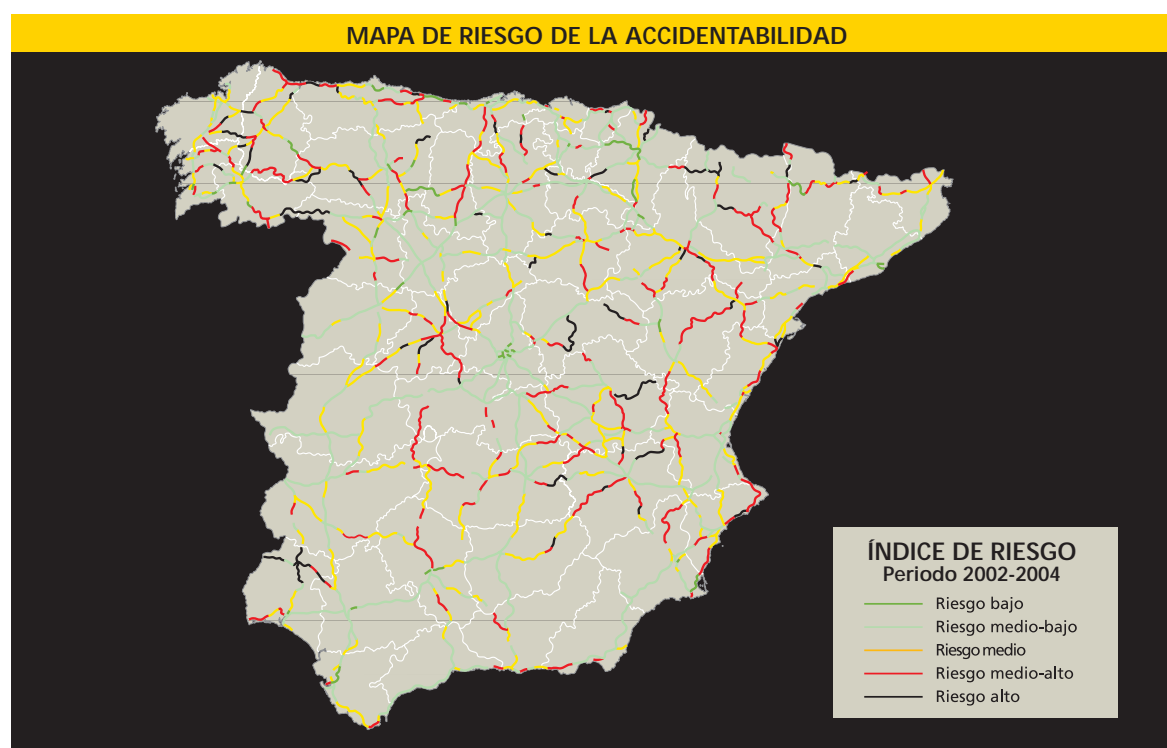 MAPA DE RIESGO DE LA ACCIDENTABILIDAD
ÍNDICE DE RIESGO
Periodo 2002-2004
Riesgo bajo
Riesgo medio-bajo
Riesgo medio
Riesgo medio-alto
Riesgo alto